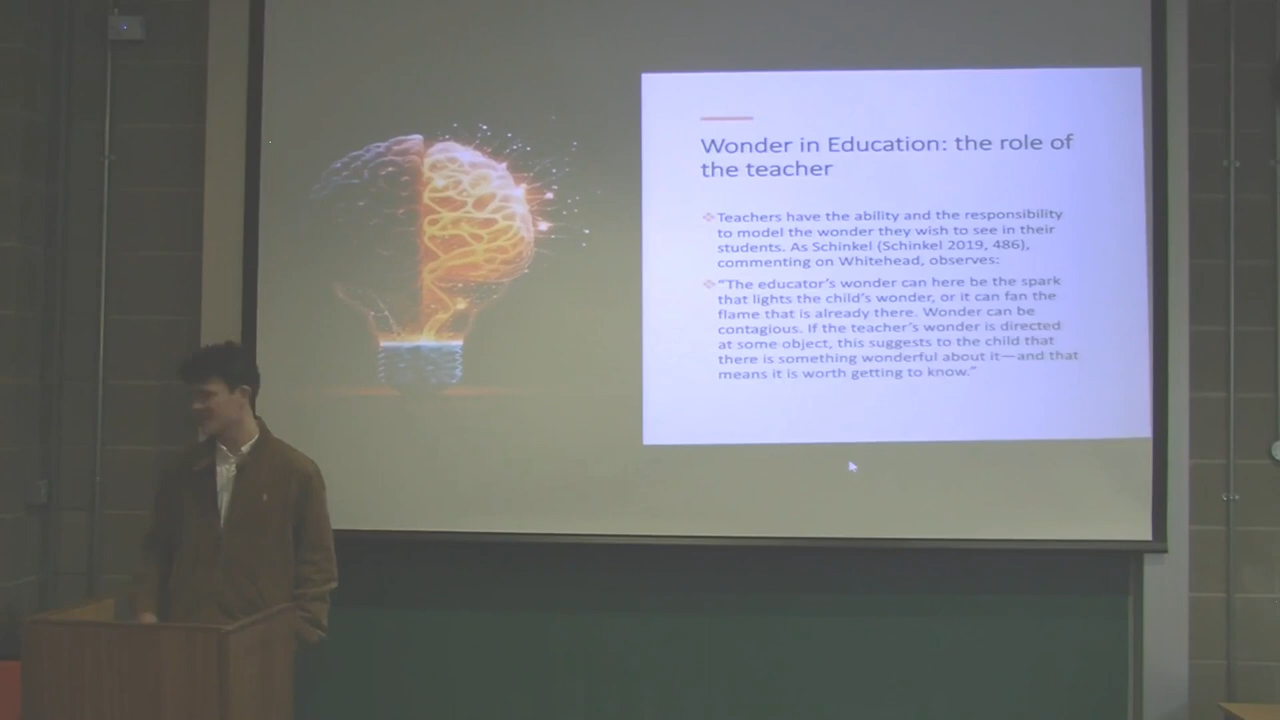 Wonder in Education: the role of
the teacher
Teachers have the ability and the responsibility
to model the wonder they wish to see in their
students. As Schinkel (Schinkel 2019, 486),
commenting on Whitehead, observes:
“The educator’s wonder can here be the spark
that lights the child’s wonder, or it can fan the
flame that is already there. Wonder can be
contagious. If the teacher’s wonder is directed
at some object, this suggests to the child that
there is something wonderful about it—and that
means it is worth getting to know.”